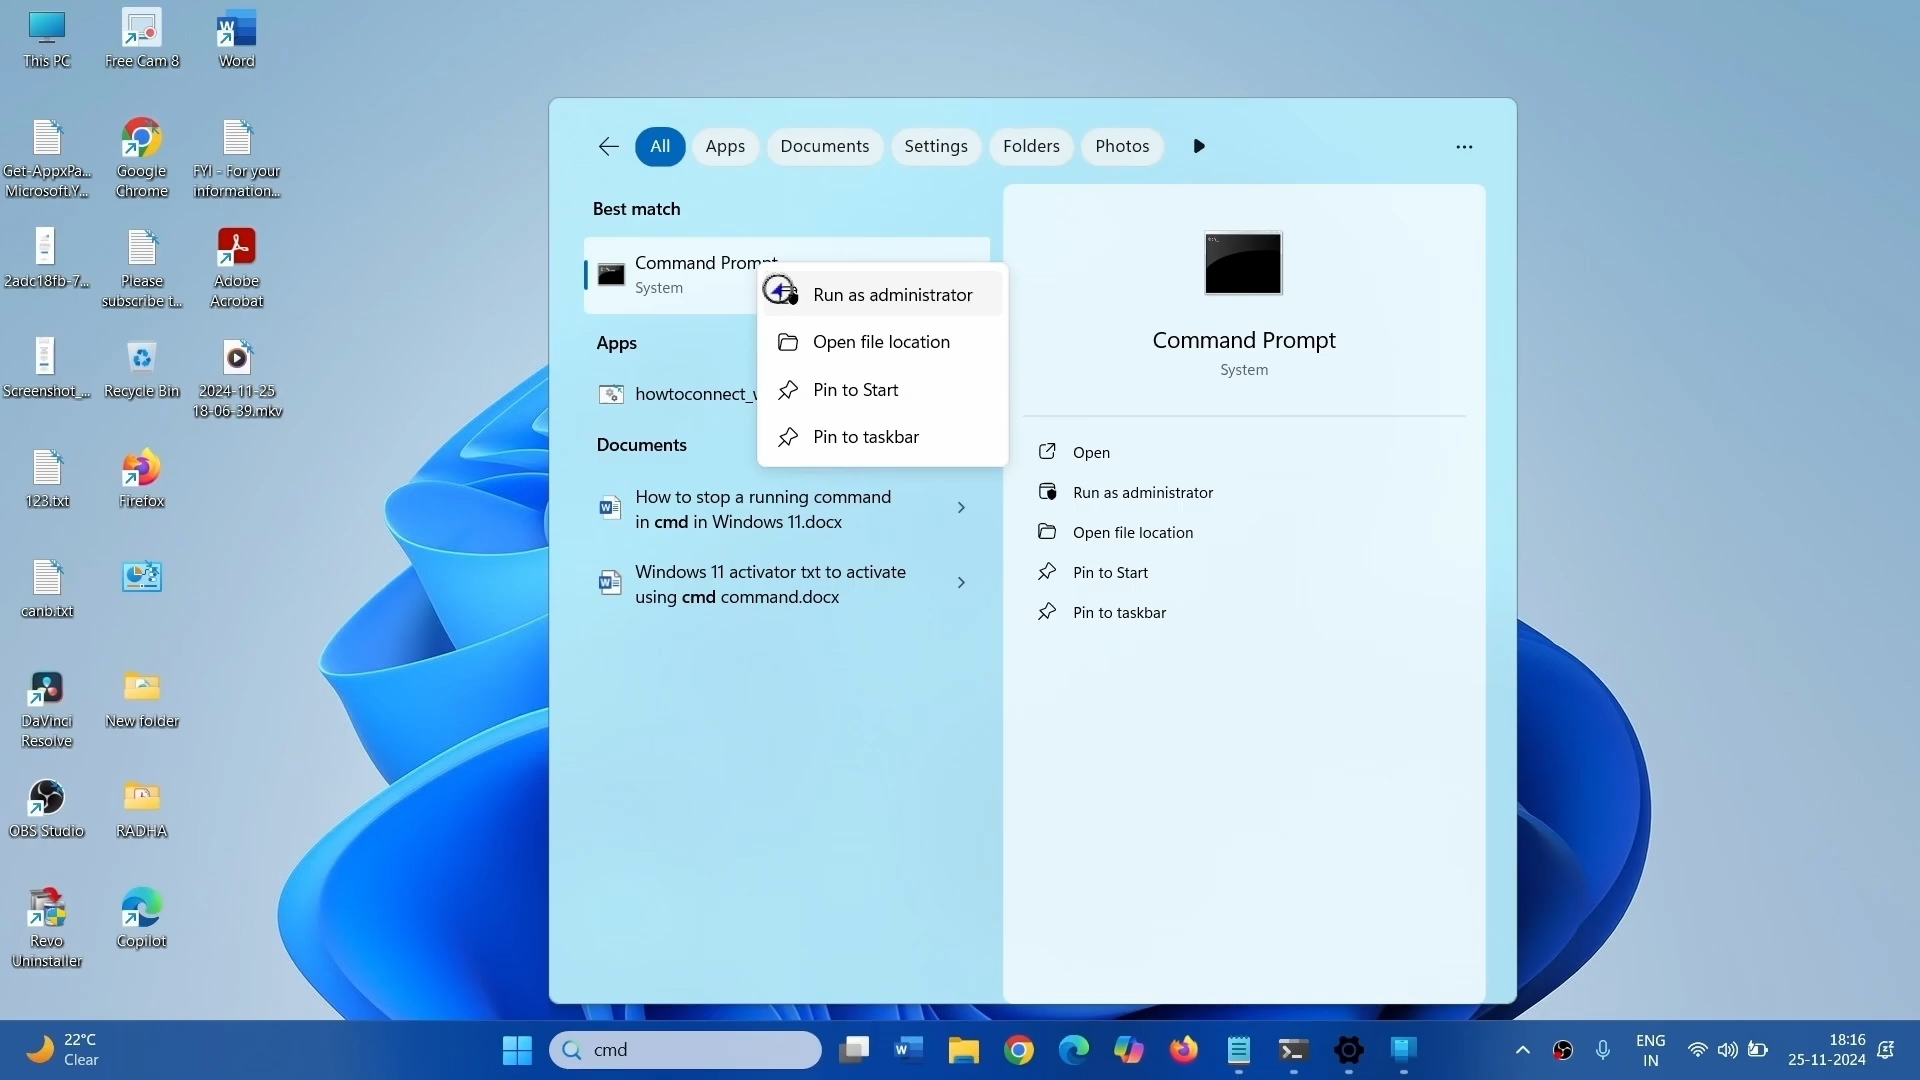 This PC
Free Cam 8
Word
Get-AppxPa...
Microsoft.Y...
Google
Chrome
FYI - For your
information...
2adc18fb-7...
Please
subscribe t...
Adobe
Acrobat
Screenshot_...
Recycle Bin
2024-11-25
18-06-39.mkv
123.txt
Firefox
canb.txt
DaVinci
Resolve
New folder
OBS Studio
RADHA
Revo
Uninstaller
Copilot
All
Apps
Documents
Settings
Folders
Photos
Best match
Command Prompt
System
Run as administrator
Open file location
Pin to Start
Pin to taskbar
Apps
howtoconnect_
Documents
How to stop a running command
in cmd in Windows 11.docx
Windows 11 activator txt to activate
using cmd command.docx
Command Prompt
System
Open
Run as administrator
Open file location
Pin to Start
Pin to taskbar
22°C
Clear
cmd
ENG
IN
18:16
25-11-2024